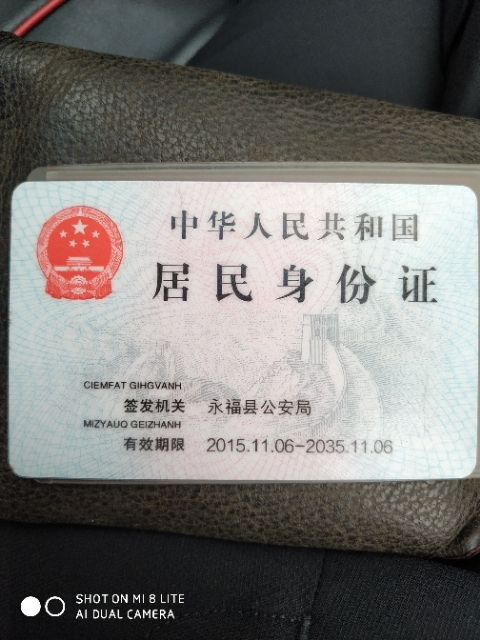 中华人民共和国
居民身份证
CIEMFAT GIHGVANH
签发机关 永福县公安局
MIZYAUQ GEIZHANH
有效期限 2015.11.06-2035.11.06
SHOT ON MI 8 LITE
AI DUAL CAMERA